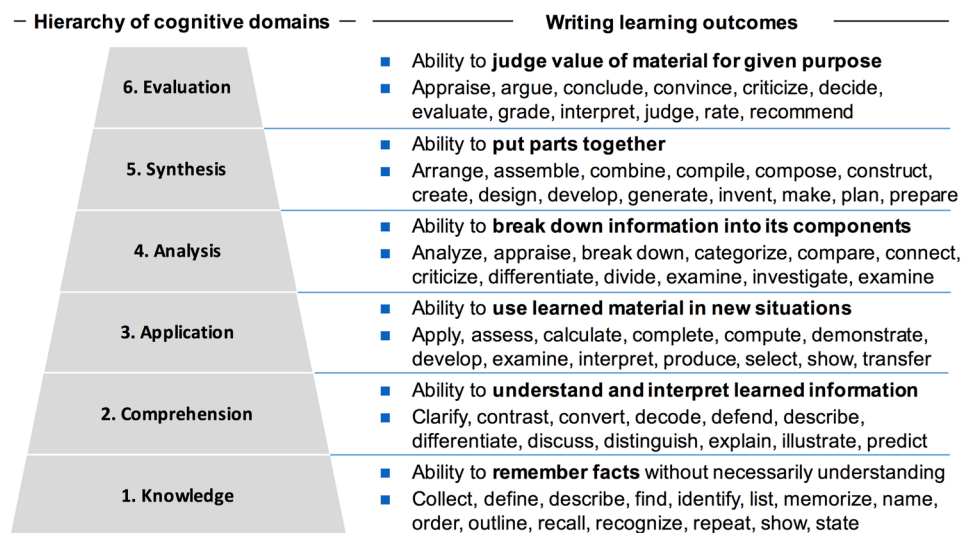 Hierarchy of cognitive domains
Writing learning outcomes
6. Evaluation
Ability to judge value of material for given purpose
Appraise, argue, conclude, convince, criticize, decide,
evaluate, grade, interpret, judge, rate, recommend
5. Synthesis
Ability to put parts together
Arrange, assemble, combine, compile, compose, construct,
create, design, develop, generate, invent, make, plan, prepare
4. Analysis
Ability to break down information into its components
Analyze, appraise, break down, categorize, compare, connect,
criticize, differentiate, divide, examine, investigate, examine
3. Application
Ability to use learned material in new situations
Apply, assess, calculate, complete, compute, demonstrate,
develop, examine, interpret, produce, select, show, transfer
2. Comprehension
Ability to understand and interpret learned information
Clarify, contrast, convert, decode, defend, describe,
differentiate, discuss, distinguish, explain, illustrate, predict
1. Knowledge
Ability to remember facts without necessarily understanding
Collect, define, describe, find, identify, list, memorize, name,
order, outline, recall, recognize, repeat, show, state